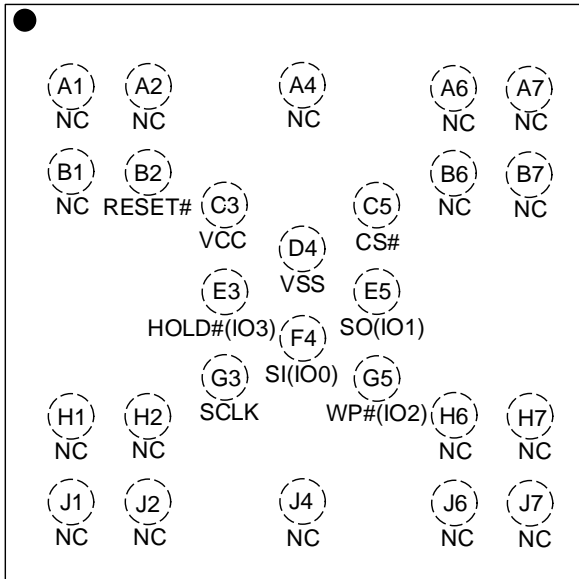 A1 A2 A4 A6 A7
NC NC NC NC NC
B1 B2 B6 B7
NC RESET# NC NC
C3 C5
VCC CS#
D4
VSS
E3 E5
HOLD#(IO3) SO(IO1)
F4
SI(IO0)
G3 G5
SCLK WP#(IO2)
H1 H2 H6 H7
NC NC NC NC
J1 J2 J4 J6 J7
NC NC NC NC NC